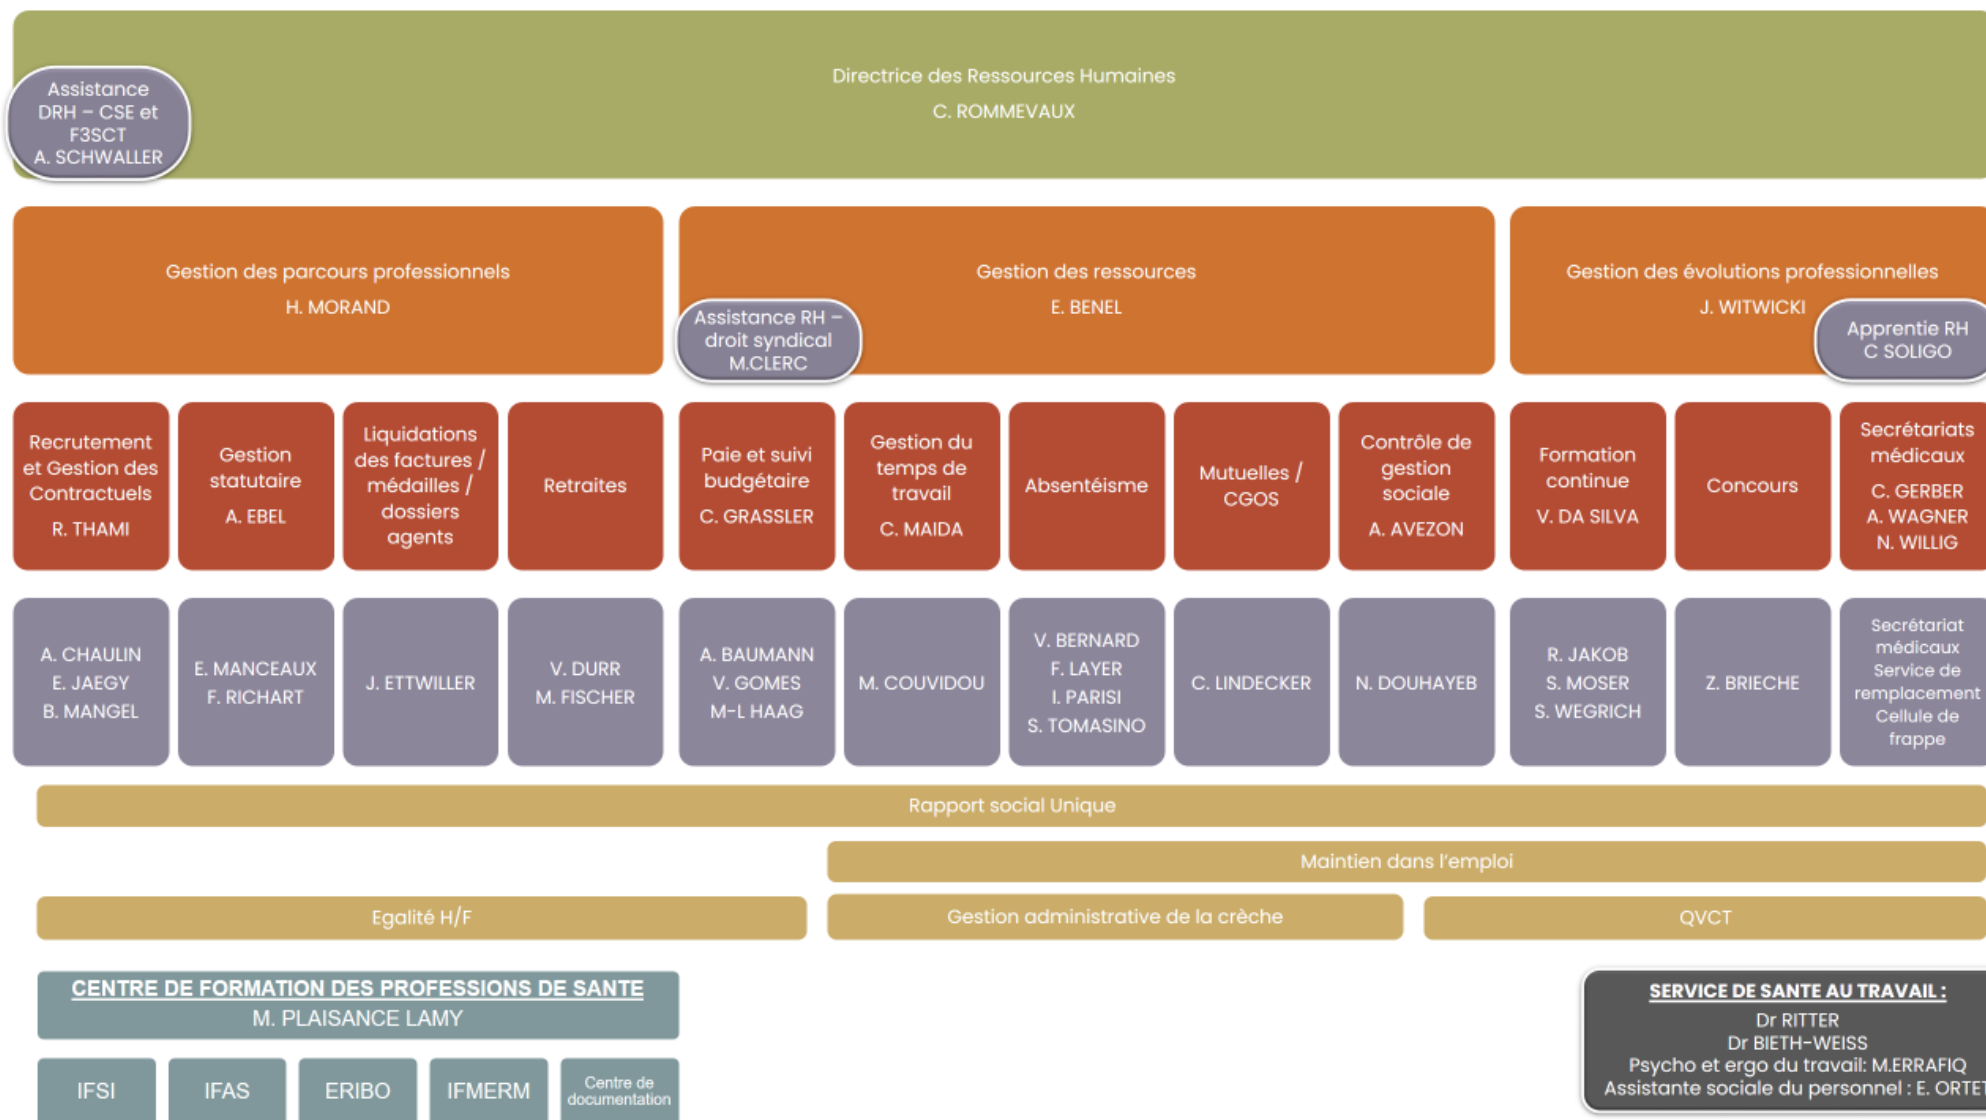 Directrice des Ressources Humaines
C. ROMMEVAUX
Assistance
DRH – CSE et
F3SCT
A. SCHWALLER
Gestion des parcours professionnels
H. MORAND
Gestion des ressources
E. BENEL
Assistance RH –
droit syndical
M.CLERC
Gestion des évolutions professionnelles
J. WITWICKI
Apprentie RH
C SOLIGO
Recrutement
et Gestion des
Contractuels
R. THAMI
Gestion
statutaire
A. EBEL
Liquidations
des factures /
médailles /
dossiers
agents
Retraites
Paie et suivi
budgétaire
C. GRASSLER
Gestion du
temps de
travail
C. MAIDA
Absentéisme
Mutuelles /
CGOS
Contrôle de
gestion
sociale
A. AVEZON
Formation
continue
V. DA SILVA
Concours
Secrétariats
médicaux
C. GERBER
A. WAGNER
N. WILLIG
A. CHAULIN
E. JAEGY
B. MANGEL
E. MANCEAUX
F. RICHART
J. ETTWILLER
V. DURR
M. FISCHER
A. BAUMANN
V. GOMES
M-L HAAG
M. COUVIDOU
V. BERNARD
F. LAYER
I. PARISI
S. TOMASINO
C. LINDECKER
N. DOUHAYEB
R. JAKOB
S. MOSER
S. WEGRICH
Z. BRIECHE
Secrétariat
médicaux
Service de
remplacement
Cellule de
frappe
Rapport social Unique
Maintien dans l'emploi
Egalité H/F
Gestion administrative de la crèche
QVCT
CENTRE DE FORMATION DES PROFESSIONS DE SANTE
M. PLAISANCE LAMY
IFSI
IFAS
ERIBO
IFMERM
Centre de
documentation
SERVICE DE SANTE AU TRAVAIL :
Dr RITTER
Dr BIETH-WEISS
Psycho et ergo du travail: M.ERRAFIQ
Assistante sociale du personnel : E. ORTET